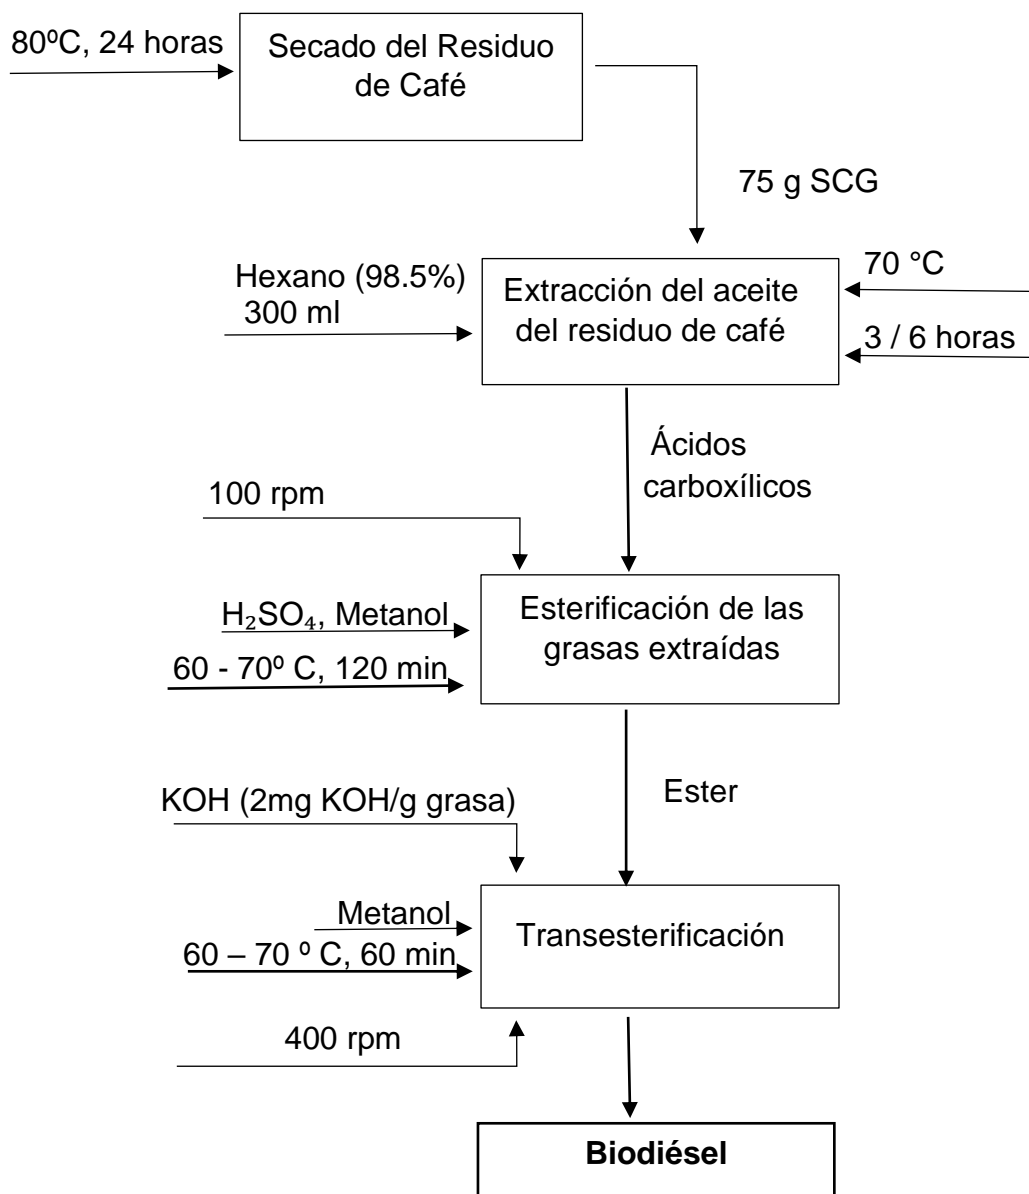 80ºC, 24 horas
Secado del Residuo
de Café
75 g SCG
Hexano (98.5%)
300 ml
Extracción del aceite
del residuo de café
70 °C
3 / 6 horas
Ácidos
carboxílicos
100 rpm
H₂SO₄, Metanol
60 - 70º C, 120 min
Esterificación de las
grasas extraídas
Ester
KOH (2mg KOH/g grasa)
Metanol
60 – 70 º C, 60 min
Transesterificación
400 rpm
Biodiésel